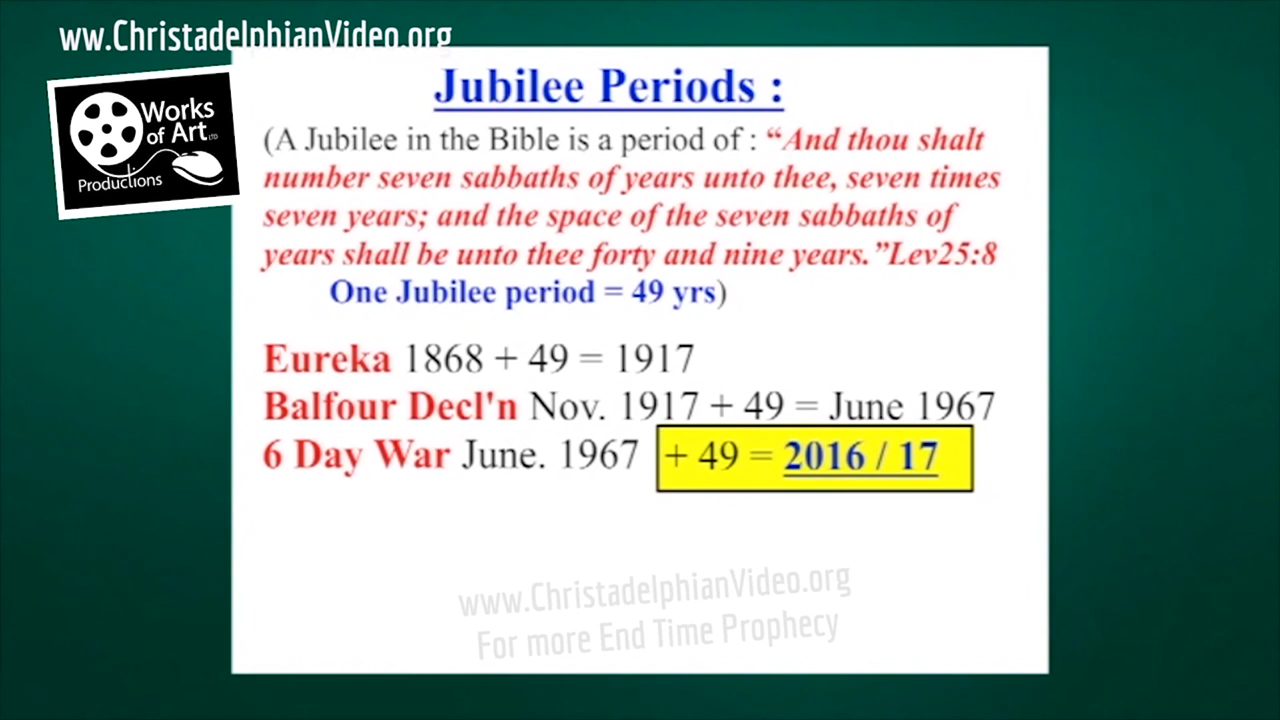 ww.ChristadelphianVideo.org
Works
of Art LTD
Productions
Jubilee Periods :
(A Jubilee in the Bible is a period of : “And thou shalt
number seven sabbaths of years unto thee, seven times
seven years; and the space of the seven sabbaths of
years shall be unto thee forty and nine years.”Lev25:8
One Jubilee period = 49 yrs)
Eureka 1868 + 49 = 1917
Balfour Decl'n Nov. 1917 + 49 = June 1967
6 Day War June. 1967 + 49 = 2016 / 17
www.ChristadelphianVideo.org
For more End Time Prophecy